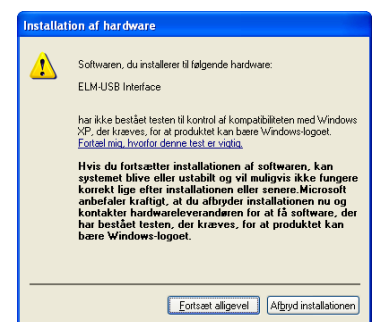 Installation af hardware
Softwaren, du installerer til følgende hardware:
ELM-USB Interface
har ikke bestået testen til kontrol af kompatibiliteten med Windows
XP, der kræves, for at produktet kan bære Windows-logoet.
Fortæl mig, hvorfor denne test er vigtig.
Hvis du fortsætter installationen af softwaren, kan
systemet blive eller ustabilt og vil muligvis ikke fungere
korrekt lige efter installationen eller senere.Microsoft
anbefaler kraftigt, at du afbryder installationen nu og
kontakter hardwareleverandøren for at få software, der
har bestået testen, der kræves, for at produktet kan
bære Windows-logoet.
Fortsæt alligevel
Afbryd installationen